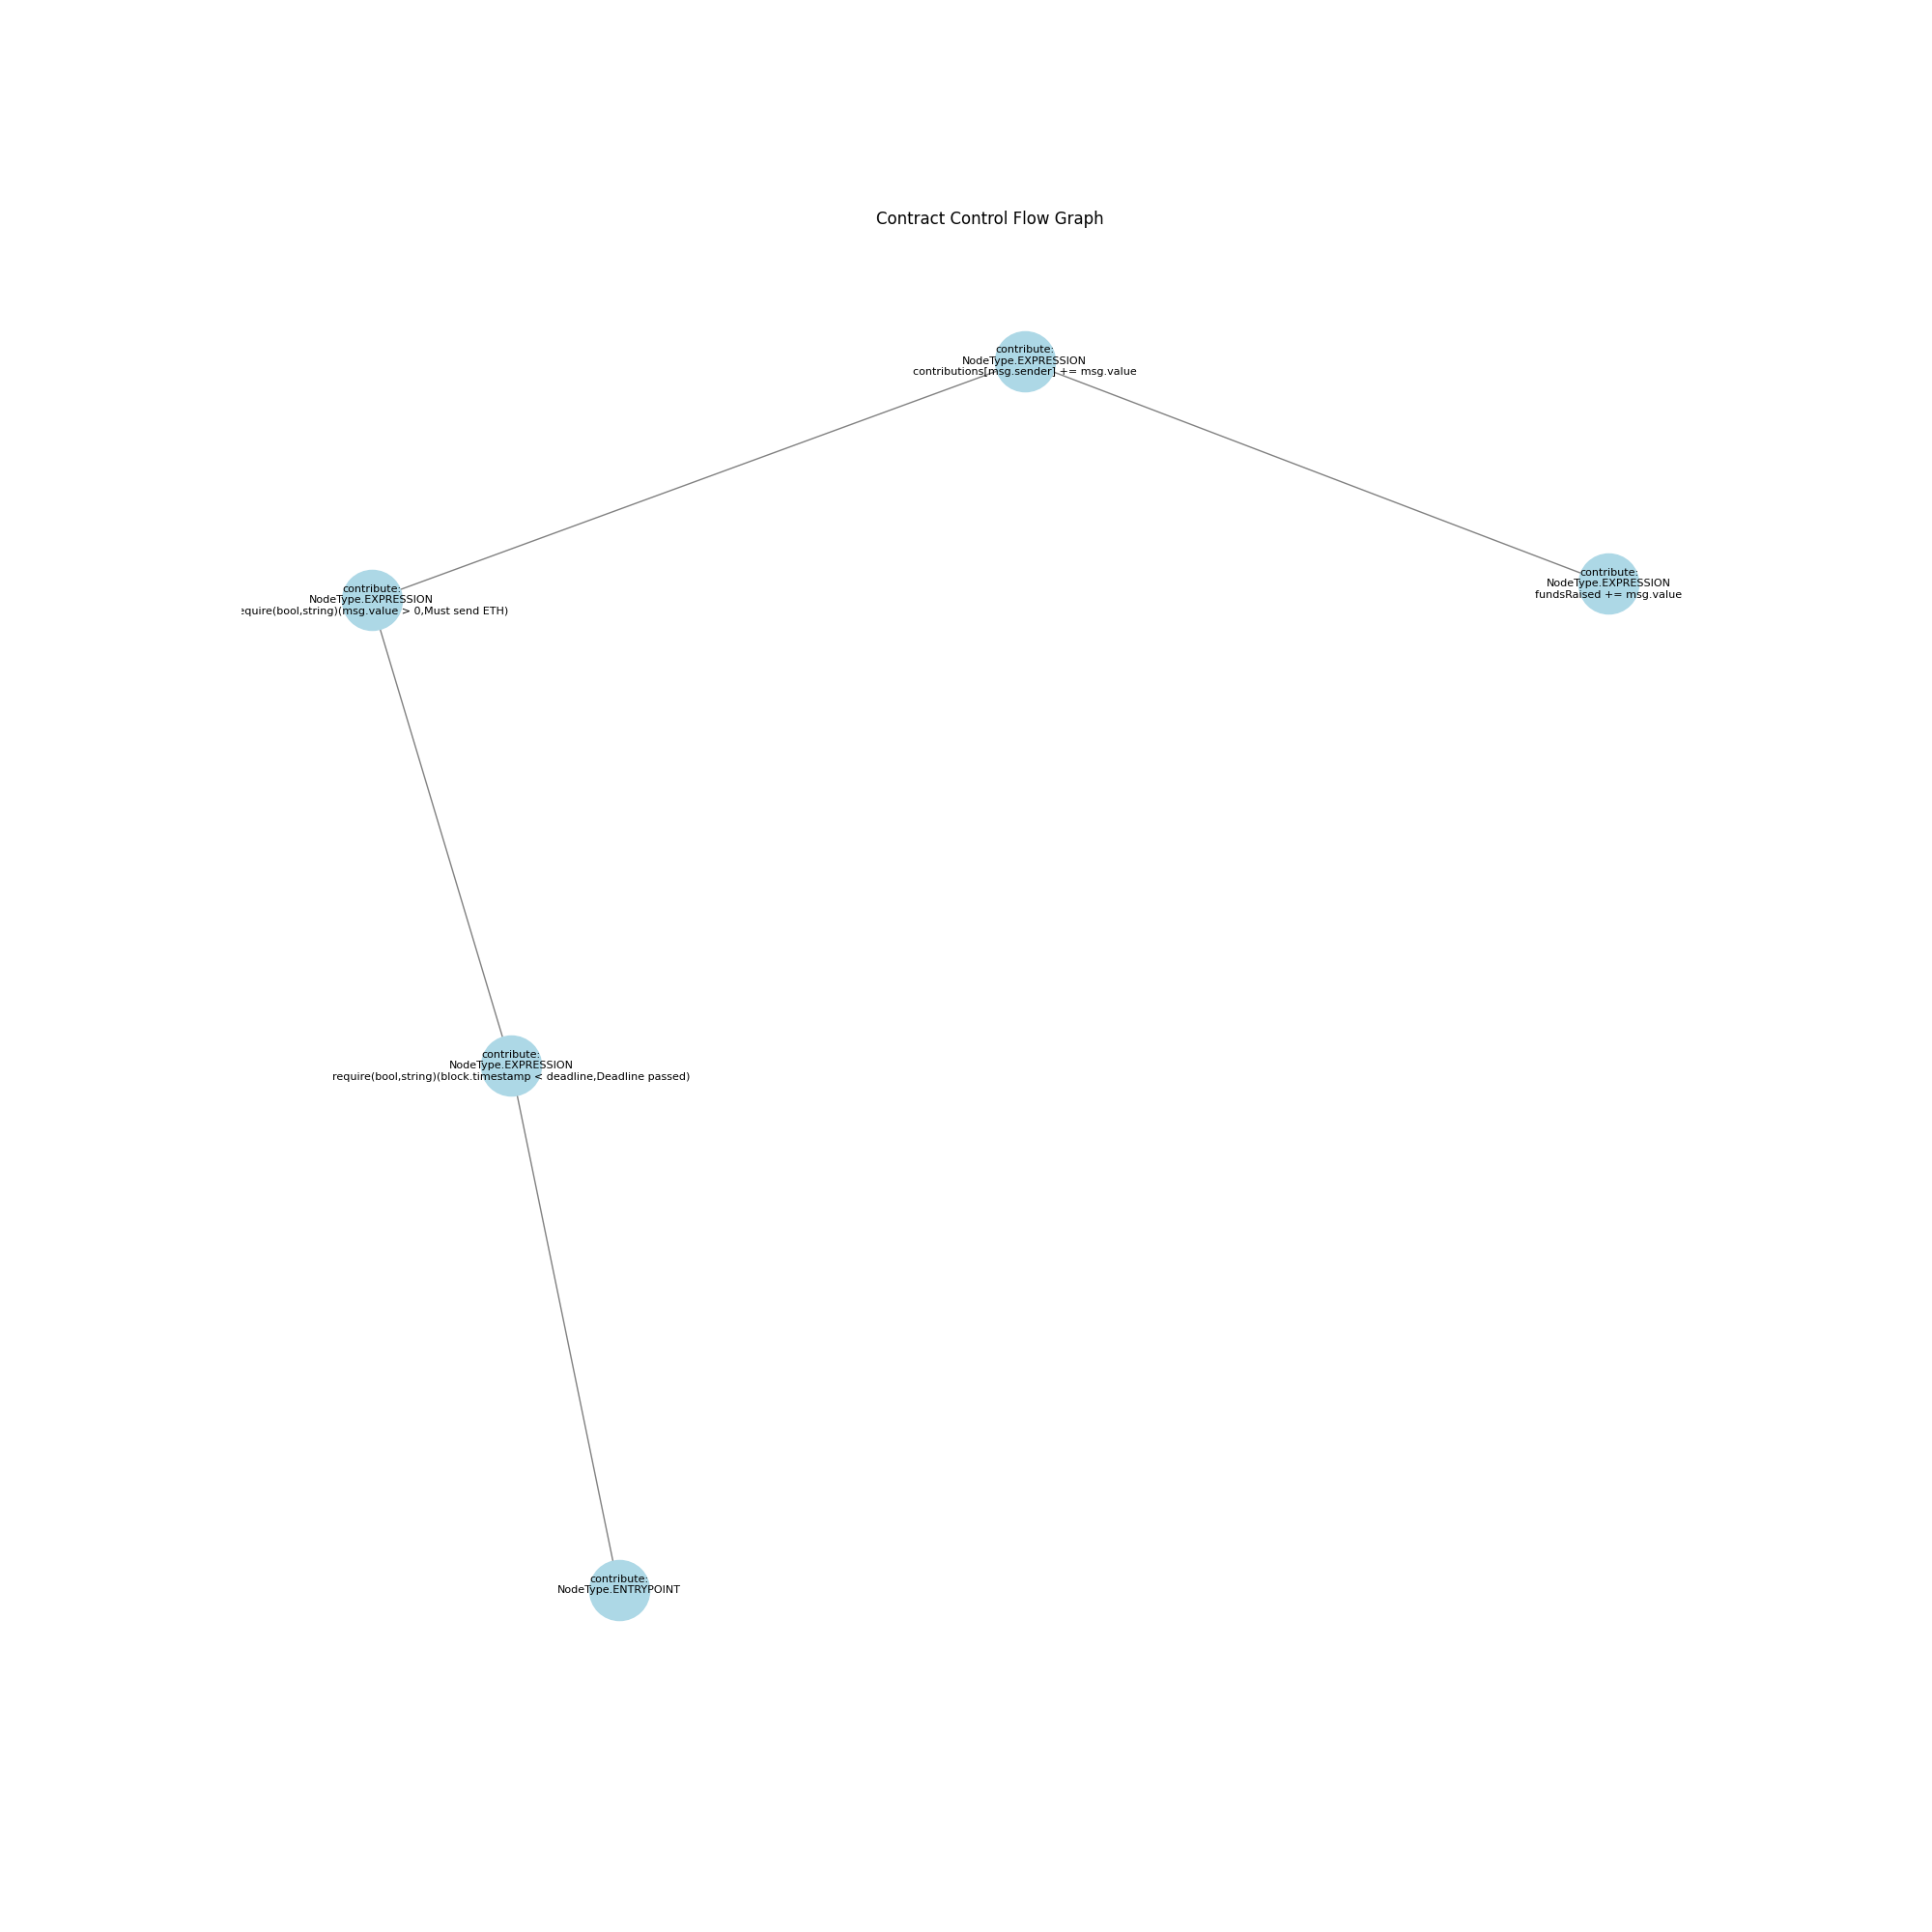 Contract Control Flow Graph
contribute:
NodeType.EXPRESSION
contributions[msg.sender] += msg.value
contribute:
NodeType.EXPRESSION
fundsRaised += msg.value
contribute:
NodeType.EXPRESSION
equire(bool,string)(msg.value > 0,Must send ETH)
contribute:
NodeType.EXPRESSION
require(bool,string)(block.timestamp < deadline,Deadline passed)
contribute:
NodeType.ENTRYPOINT